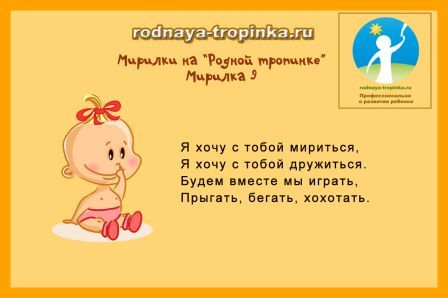 rodnaya-tropinka.ru
Мирилки на "Родной тропинке"
Мирилка 9
rodnaya-tropinka.ru
Профессионально
о развитии ребенка
Я хочу с тобой мириться,
Я хочу с тобой дружиться.
Будем вместе мы играть,
Прыгать, бегать, хохотать.